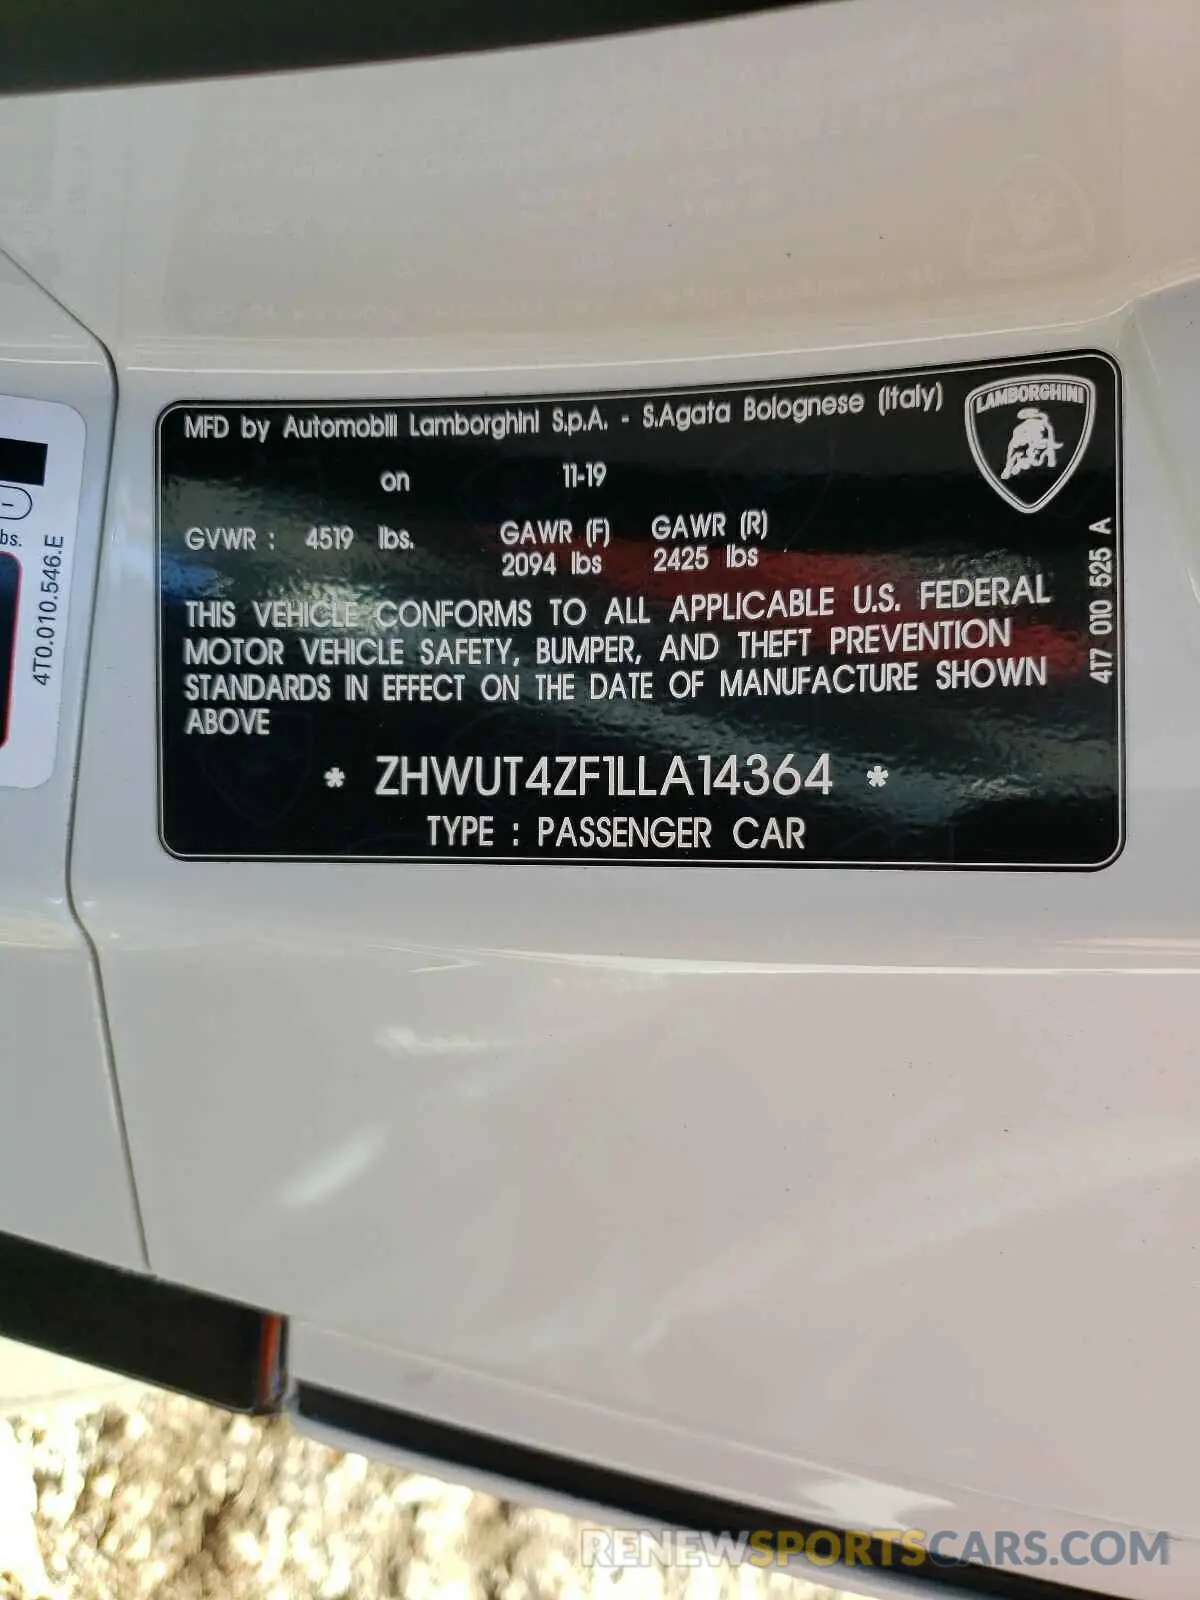 MFD by Automobili Lamborghini S.p.A. - S.Agata Bolognese (Italy)
LAMBORGHINI
on 11-19
GVWR : 4519 lbs. GAWR (F) GAWR (R)
2094 lbs 2425 lbs
THIS VEHICLE CONFORMS TO ALL APPLICABLE U.S. FEDERAL
MOTOR VEHICLE SAFETY, BUMPER, AND THEFT PREVENTION
STANDARDS IN EFFECT ON THE DATE OF MANUFACTURE SHOWN
ABOVE
* ZHWUT4ZF1LLA14364 *
TYPE : PASSENGER CAR
4T7 010 525 A
bs.
4T0.010.546.E
RENEWSPORTSCARS.COM